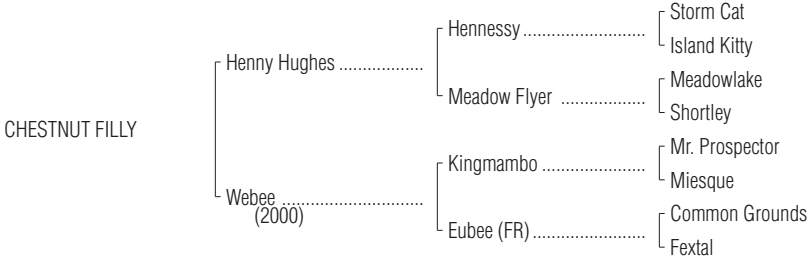 Storm Cat
Hennessy ..............................
Island Kitty
Henny Hughes .....................
Meadowlake
Meadow Flyer .....................
Shortley
CHESTNUT FILLY
Mr. Prospector
Kingmambo ..........................
Miesque
Webee ...................................
(2000)
Common Grounds
Eubee (FR) ............................
Fextal